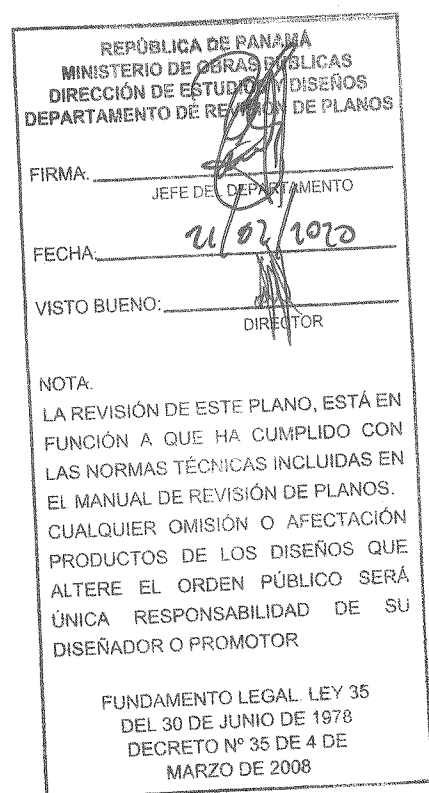 REPÚBLICA DE PANAMÁ
MINISTERIO DE OBRAS PÚBLICAS
DIRECCIÓN DE ESTUDIOS Y DISEÑOS
DEPARTAMENTO DE REVISIÓN DE PLANOS
FIRMA:
JEFE DEL DEPARTAMENTO
FECHA: 21/02/2020
VISTO BUENO:
DIRECTOR
NOTA.
LA REVISIÓN DE ESTE PLANO, ESTÁ EN
FUNCIÓN A QUE HA CUMPLIDO CON
LAS NORMAS TÉCNICAS INCLUIDAS EN
EL MANUAL DE REVISIÓN DE PLANOS.
CUALQUIER OMISIÓN O AFECTACIÓN
PRODUCTOS DE LOS DISEÑOS QUE
ALTERE EL ORDEN PÚBLICO SERÁ
ÚNICA RESPONSABILIDAD DE SU
DISEÑADOR O PROMOTOR
FUNDAMENTO LEGAL. LEY 35
DEL 30 DE JUNIO DE 1978
DECRETO Nº 35 DE 4 DE
MARZO DE 2008